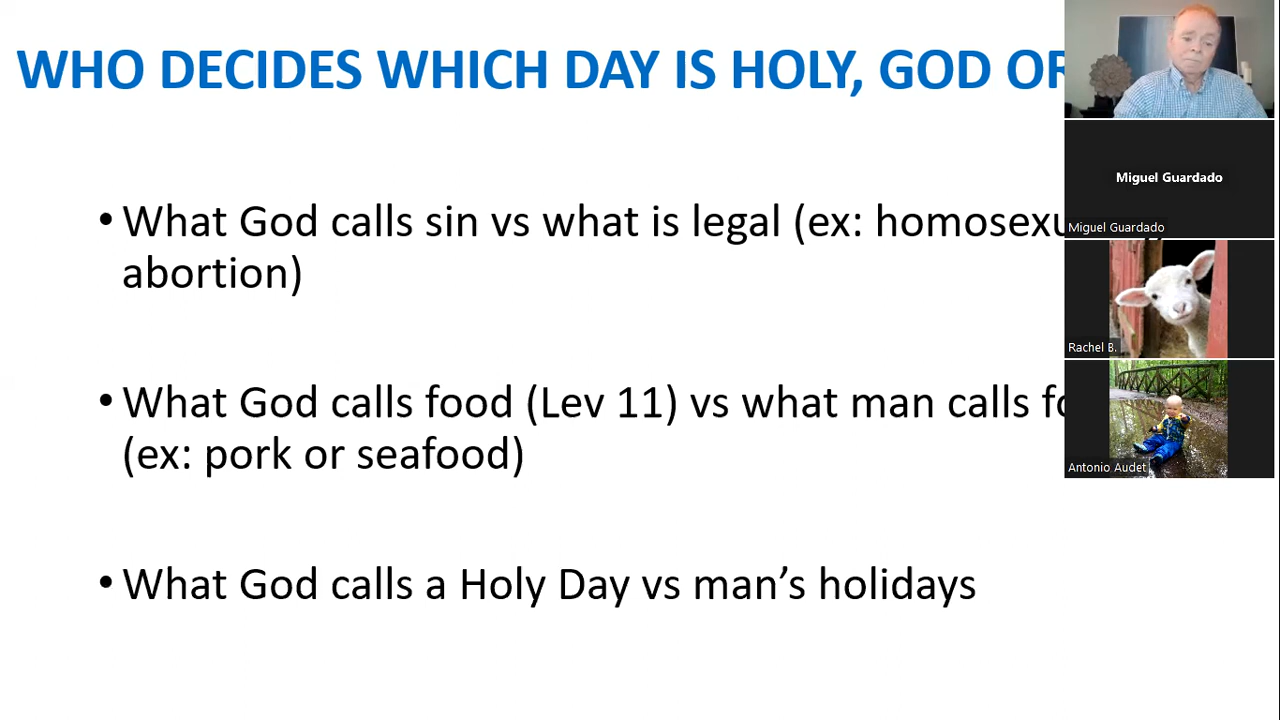 WHO DECIDES WHICH DAY IS HOLY, GOD OR
• What God calls sin vs what is legal (ex:
abortion)
• What God calls food (Lev 11) vs what man calls
(ex: pork or seafood)
• What God calls a Holy Day vs man’s holidays
Miguel Guardado
Miguel Guardado
Rachel B.
Antonio Audet